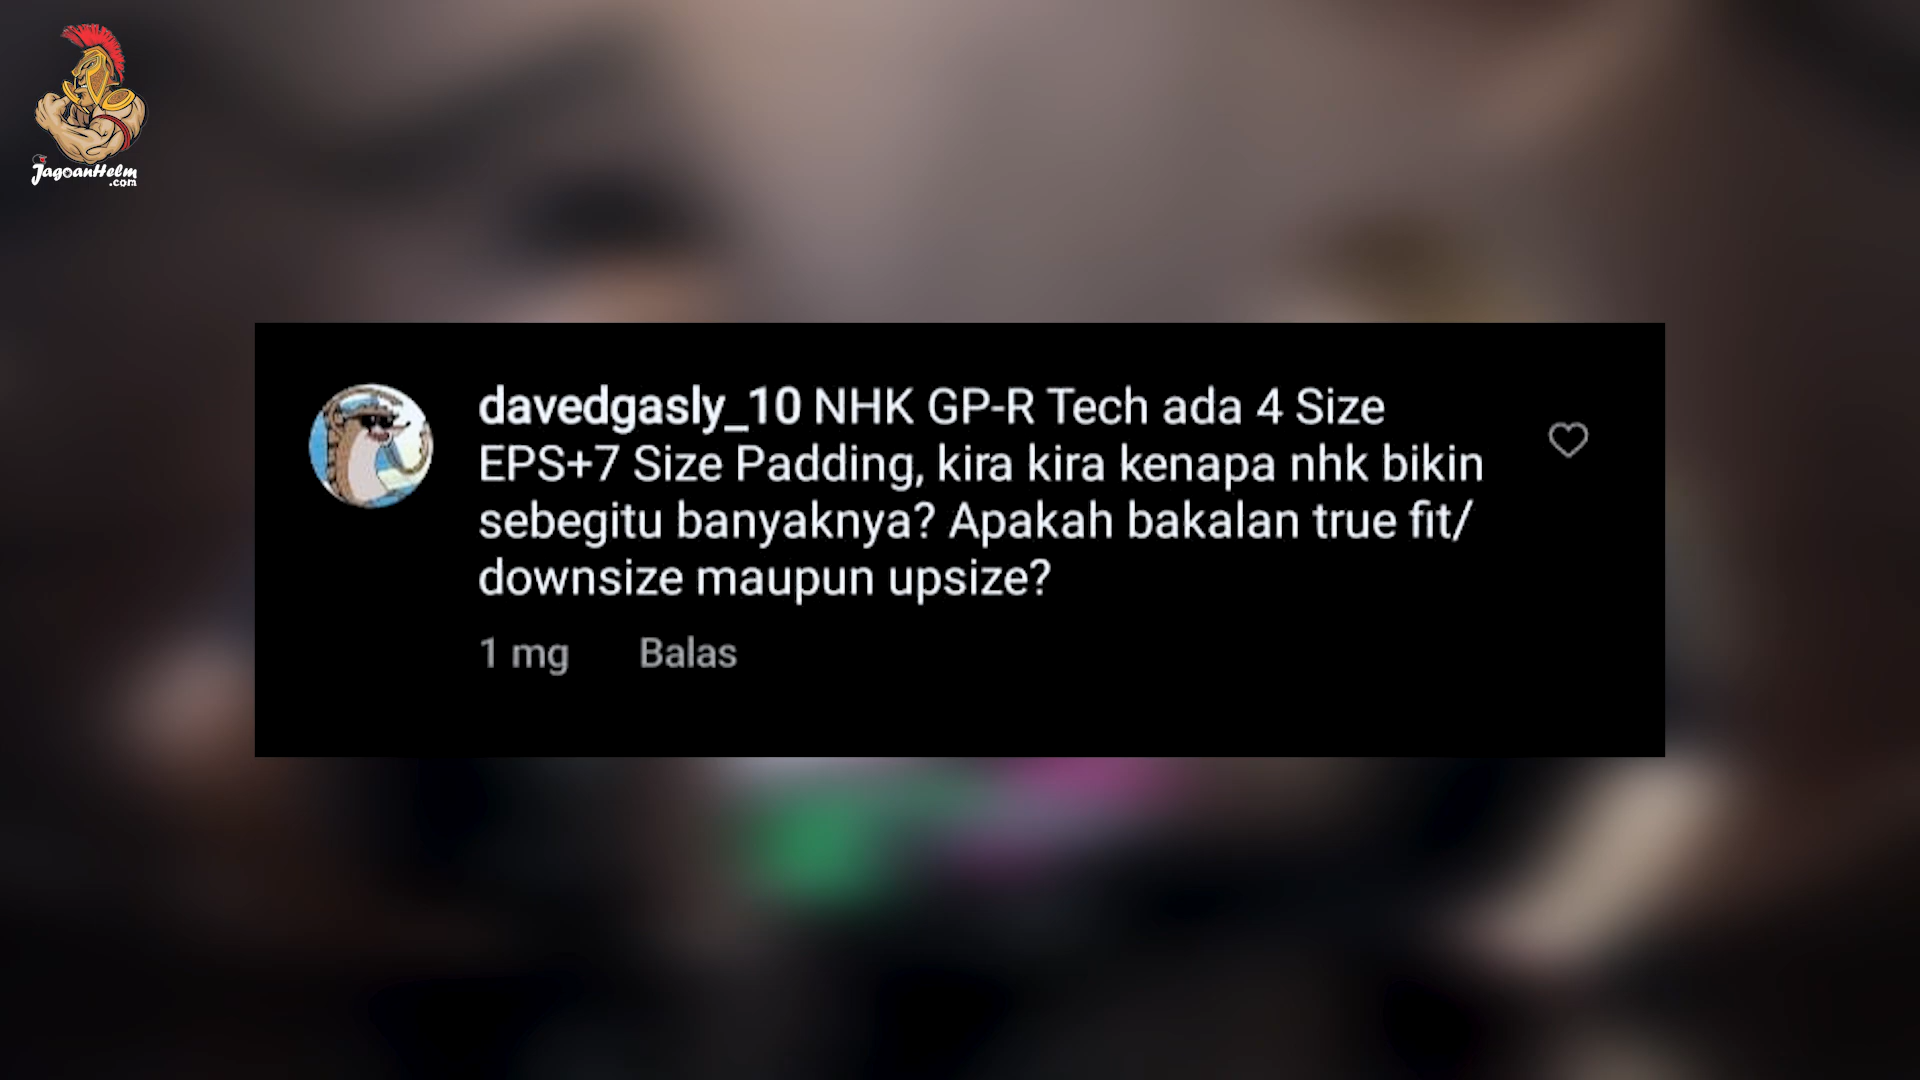 JagoanHelm
.com
davedgasly_10 NHK GP-R Tech ada 4 Size
EPS+7 Size Padding, kira kira kenapa nhk bikin
sebegitu banyaknya? Apakah bakalan true fit/
downsize maupun upsize?
1 mg Balas